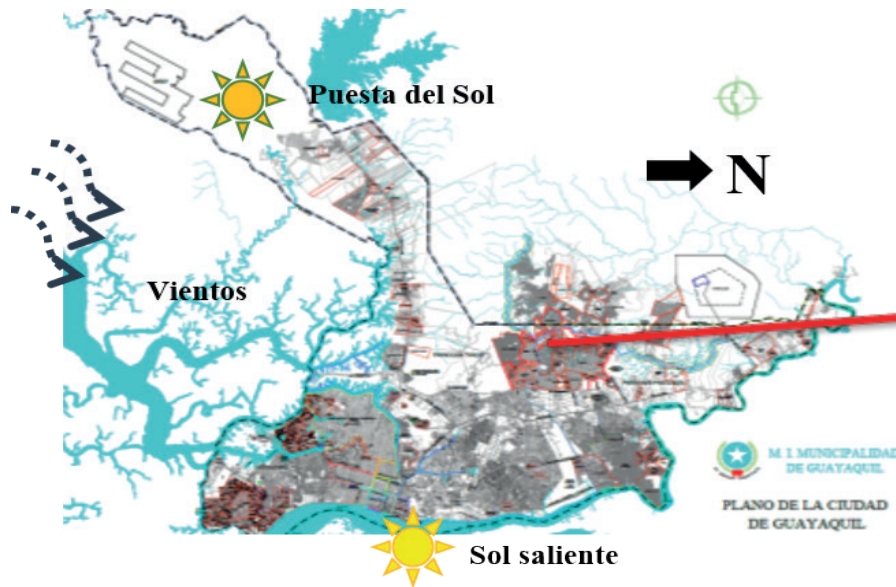 Puesta del Sol
N
Vientos
M. I. MUNICIPALIDAD
DE GUAYAQUIL
PLANO DE LA CIUDAD
DE GUAYAQUIL
Sol saliente